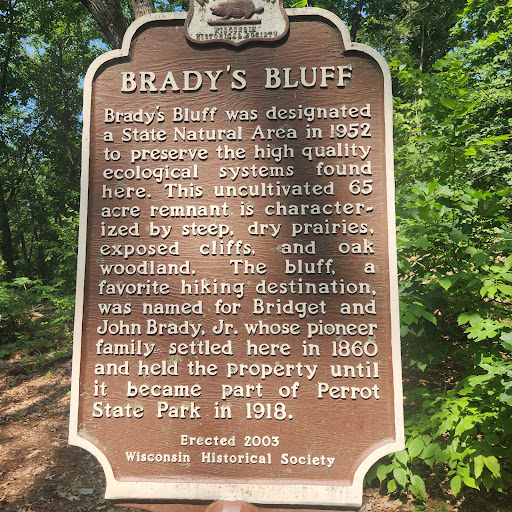 WISCONSIN
HISTORICAL SOCIETY
BRADY'S BLUFF
Brady's Bluff was designated
a State Natural Area in 1952
to preserve the high quality
ecological systems found
here. This uncultivated 65
acre remnant is character-
ized by steep, dry prairies,
exposed cliffs, and oak
woodland. The bluff, a
favorite hiking destination,
was named for Bridget and
John Brady, Jr. whose pioneer
family settled here in 1860
and held the property until
it became part of Perrot
State Park in 1918.
Erected 2003
Wisconsin Historical Society